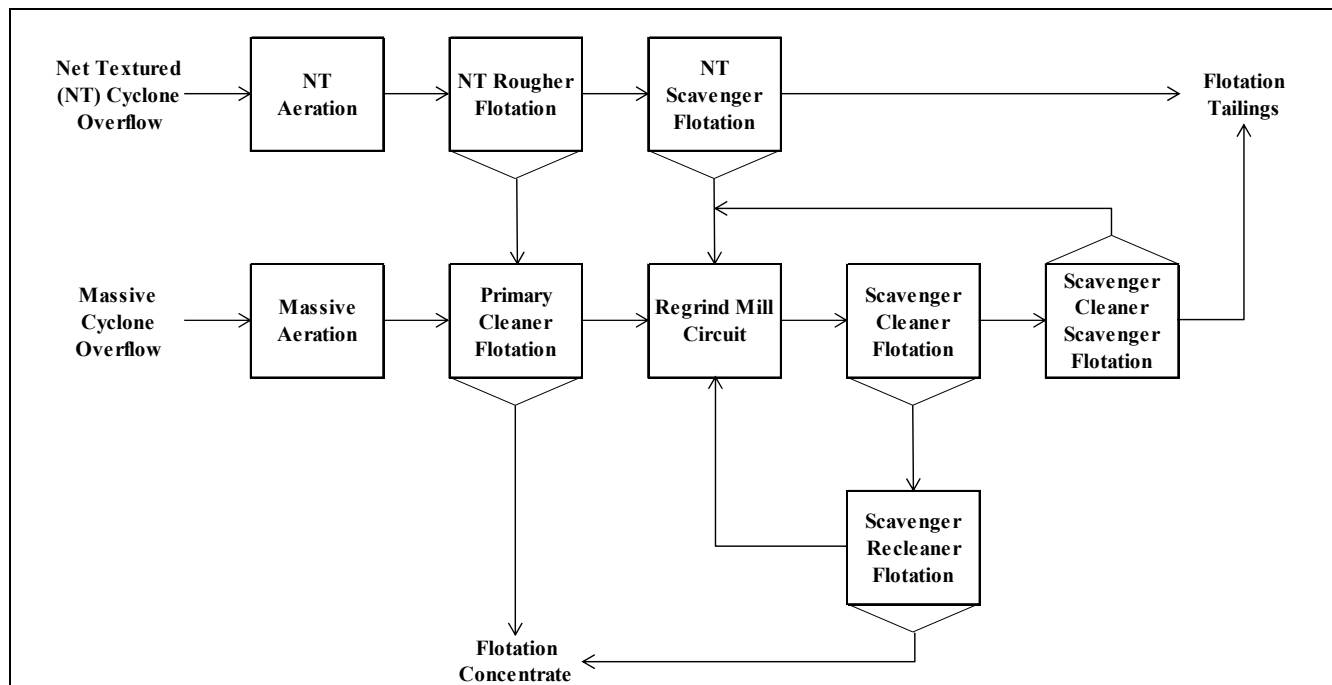 Net Textured
(NT) Cyclone
Overflow
NT
Aeration
NT Rougher
Flotation
NT
Scavenger
Flotation
Flotation
Tailings
Massive
Cyclone
Overflow
Massive
Aeration
Primary
Cleaner
Flotation
Regrind Mill
Circuit
Scavenger
Cleaner
Flotation
Scavenger
Cleaner
Scavenger
Flotation
Scavenger
Recleaner
Flotation
Flotation
Concentrate